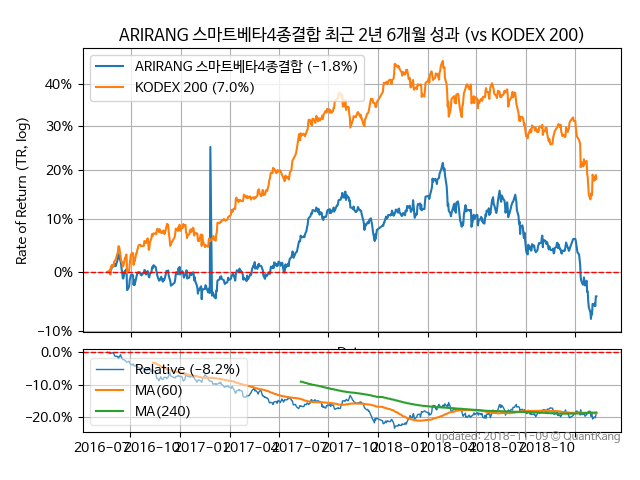 ARIRANG 스마트베타4종결합 최근 2년 6개월 성과 (vs KODEX 200)
ARIRANG 스마트베타4종결합 (−1.8%)
KODEX 200 (7.0%)
Rate of Return (TR, log)
40%
30%
20%
10%
0%
−10%
0.0%
−10.0%
−20.0%
Relative (−8.2%)
MA(60)
MA(240)
2016−07
2016−10
2017−01
2017−04
2017−07
2017−10
2018−01
2018−04
2018−07
2018−10
updated: 2018−11−09 © QuantKang